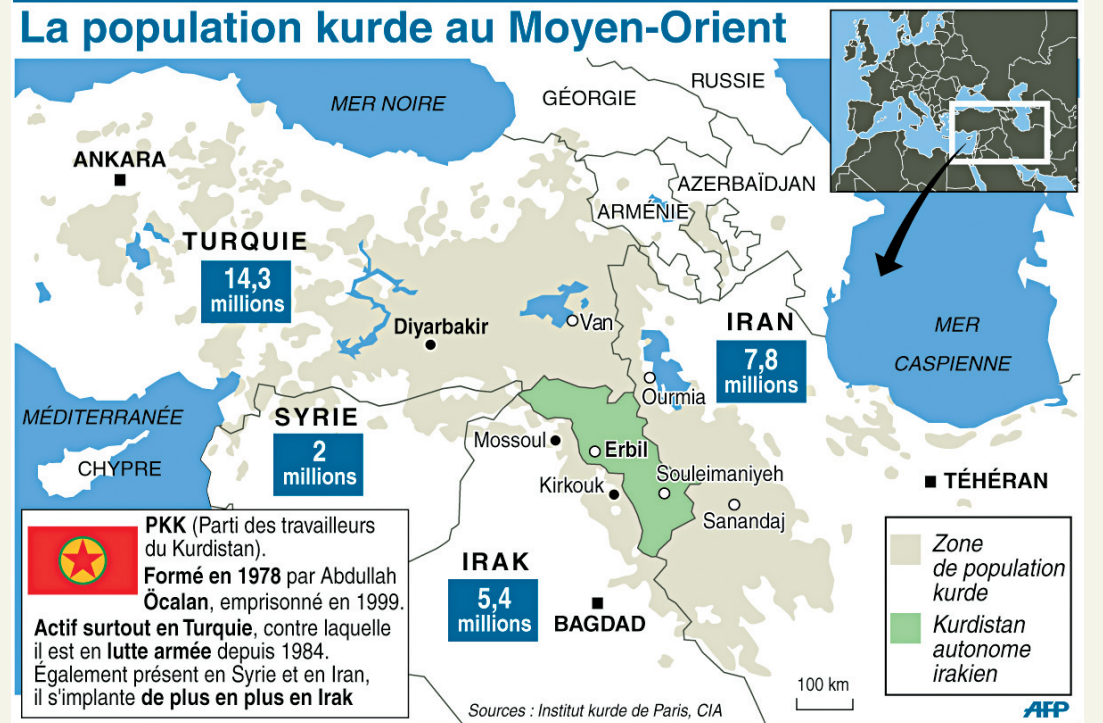 La population kurde au Moyen-Orient
RUSSIE
MER NOIRE
GÉORGIE
ANKARA
AZERBAÏDJAN
ARMÉNIE
TURQUIE
14,3
millions
Diyarbakir
Van
IRAN
7,8
millions
MER
CASPIENNE
Ourmia
MÉDITERRANÉE
SYRIE
2
millions
CHYPRE
Mossoul
Erbil
Souleimaniyeh
Kirkouk
Sanandaj
TÉHÉRAN
PKK (Parti des travailleurs
du Kurdistan).
Formé en 1978 par Abdullah
Öcalan, emprisonné en 1999.
Actif surtout en Turquie, contre laquelle
il est en lutte armée depuis 1984.
Également présent en Syrie et en Iran,
il s'implante de plus en plus en Irak
IRAK
5,4
millions
BAGDAD
Zone
de population
kurde
Kurdistan
autonome
irakien
100 km
Sources : Institut kurde de Paris, CIA
AFP